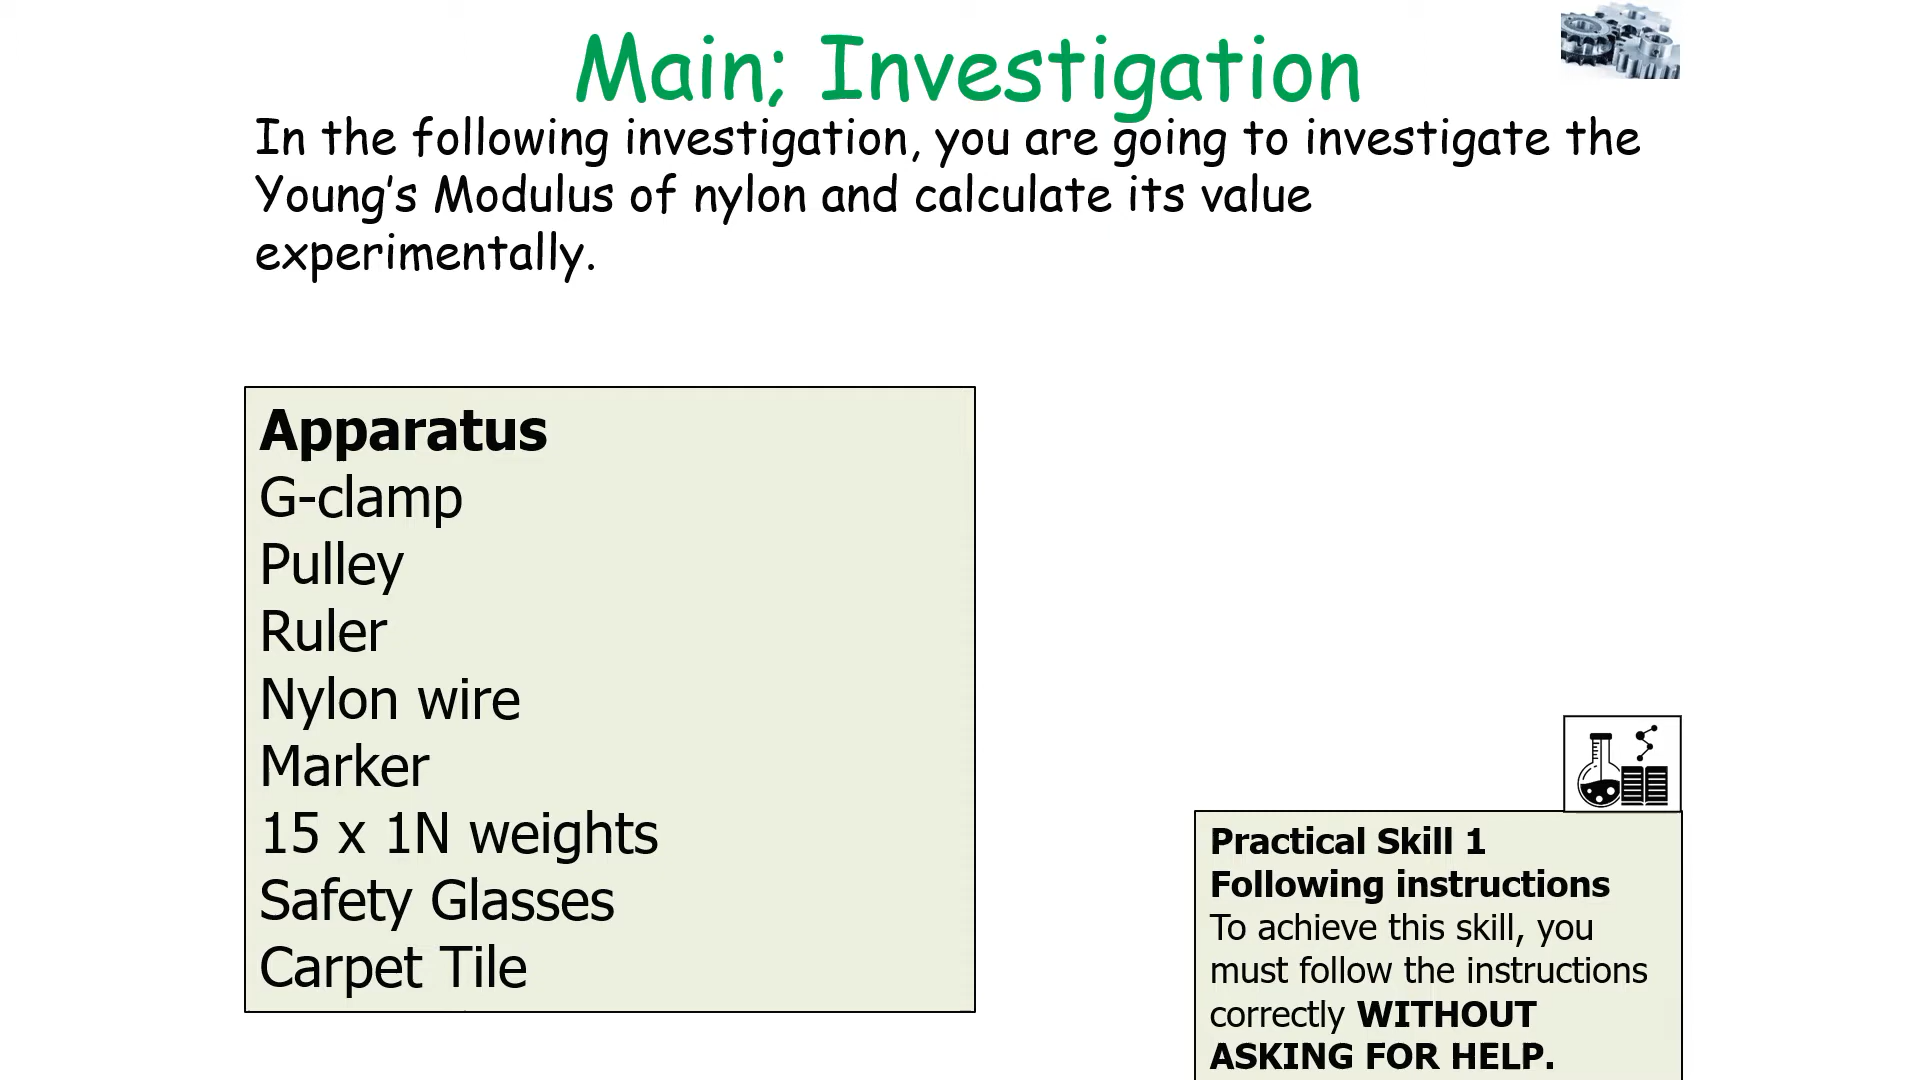 Main; Investigation
In the following investigation, you are going to investigate the
Young’s Modulus of nylon and calculate its value
experimentally.
Apparatus
G-clamp
Pulley
Ruler
Nylon wire
Marker
15 x 1N weights
Safety Glasses
Carpet Tile
Practical Skill 1
Following instructions
To achieve this skill, you
must follow the instructions
correctly WITHOUT
ASKING FOR HELP.